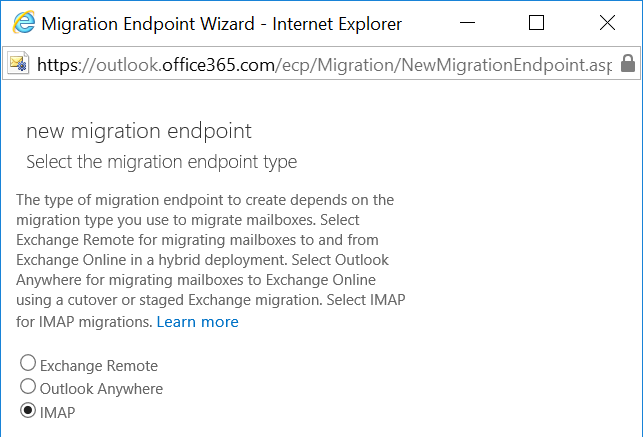 Migration Endpoint Wizard - Internet Explorer
https://outlook.office365.com/ecp/Migration/NewMigrationEndpoint.asp
new migration endpoint
Select the migration endpoint type
The type of migration endpoint to create depends on the
migration type you use to migrate mailboxes. Select
Exchange Remote for migrating mailboxes to and from
Exchange Online in a hybrid deployment. Select Outlook
Anywhere for migrating mailboxes to Exchange Online
using a cutover or staged Exchange migration. Select IMAP
for IMAP migrations. Learn more
Exchange Remote
Outlook Anywhere
IMAP